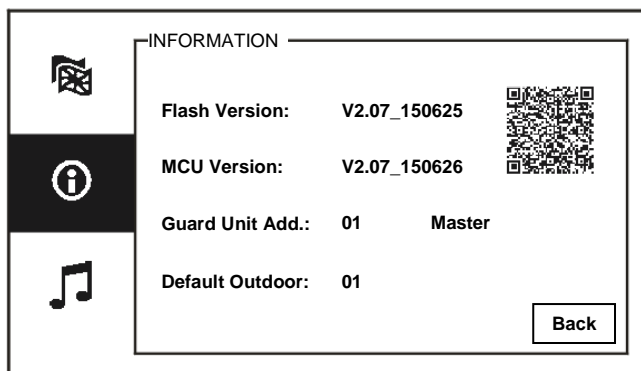 INFORMATION
Flash Version: V2.07_150625
MCU Version: V2.07_150626
Guard Unit Add.: 01 Master
Default Outdoor: 01
Back